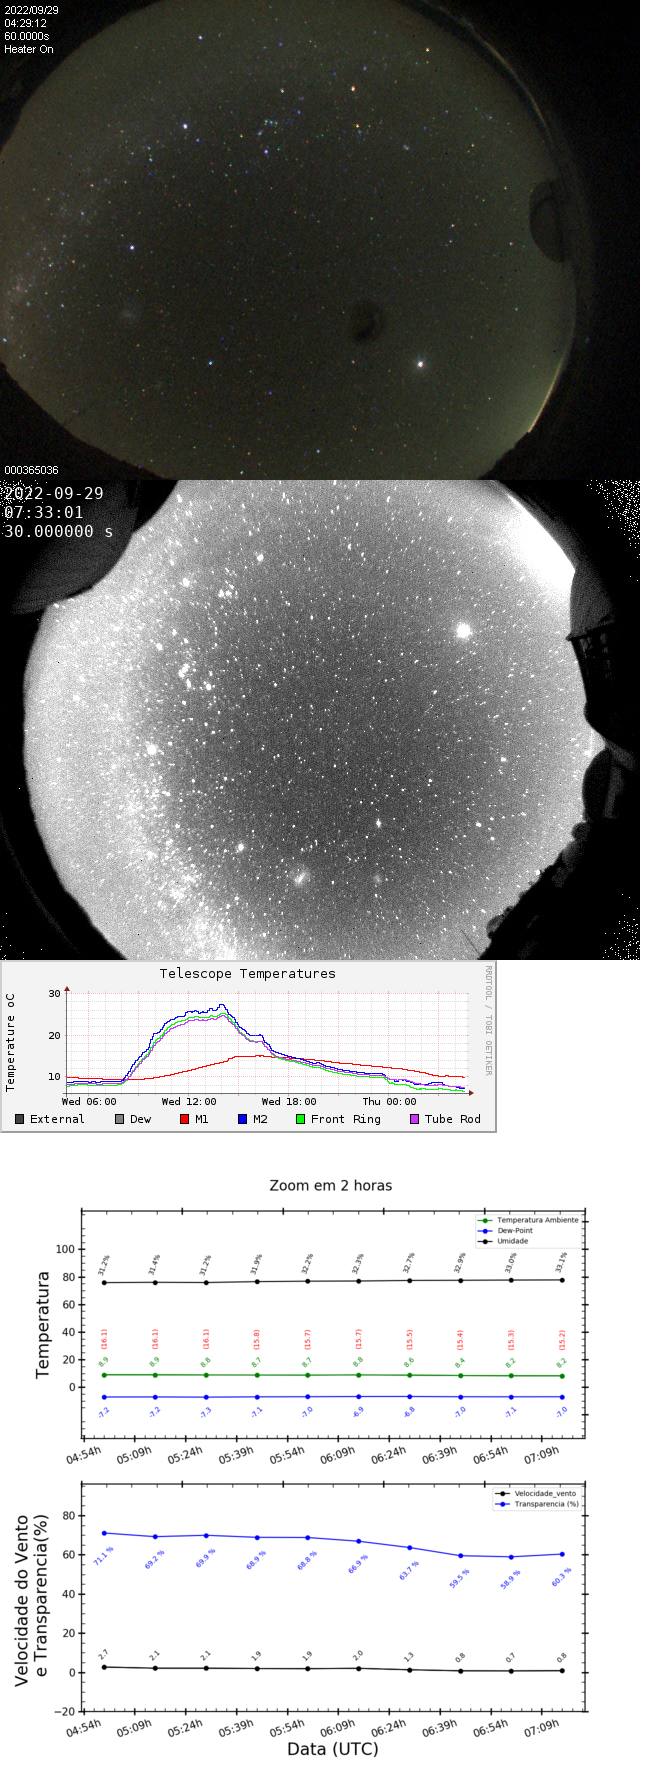 2022/09/29
04:29:12
60.0000s
Heater On
000365036
2022-09-29
07:33:01
30.000000 s
Telescope Temperatures
RRDTOOL / TOBI OETIKER
Temperature oC
30
20
10
Wed 06:00 Wed 12:00 Wed 18:00 Thu 00:00
External Dew M1 M2 Front Ring Tube Rod
Zoom em 2 horas
Temperatura Ambiente
Dew-Point
Umidade
Temperatura
100
80
60
40
20
0
31.2% 31.4% 31.2% 31.9% 32.2% 32.3% 32.7% 32.9% 33.0% 33.1%
(16.1) (16.1) (16.1) (15.8) (15.7) (15.7) (15.5) (15.4) (15.3) (15.2)
8.9 8.9 8.8 8.7 8.7 8.8 8.6 8.4 8.2 8.2
-7.2 -7.2 -7.3 -7.1 -7.0 -6.9 -6.8 -7.0 -7.1 -7.0
04:54h 05:09h 05:24h 05:39h 05:54h 06:09h 06:24h 06:39h 06:54h 07:09h
Velocidade_vento
Transparencia (%)
Velocidade do Vento
e Transparencia(%)
80
60
40
20
0
−20
71.1 % 69.2 % 69.9 % 68.9 % 68.8 % 66.9 % 63.7 % 59.5 % 58.9 % 60.3 %
2.7 2.1 2.1 1.9 1.9 2.0 1.3 0.8 0.7 0.8
04:54h 05:09h 05:24h 05:39h 05:54h 06:09h 06:24h 06:39h 06:54h 07:09h
Data (UTC)